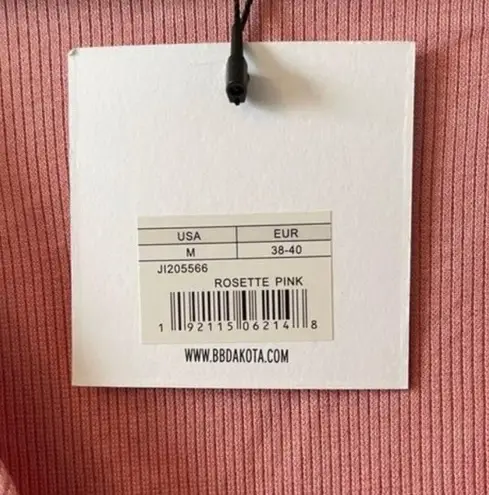 USA EUR
M 38-40
JI205566
ROSETTE PINK
1 92115 06214 8
WWW.BBDAKOTA.COM